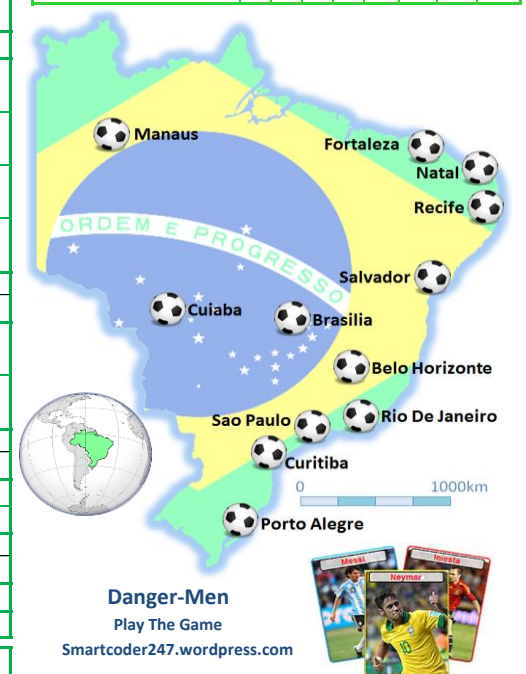 Manaus
Fortaleza
Natal
Recife
ORDEM E PROGRESSO
Salvador
Cuiaba
Brasilia
Belo Horizonte
Sao Paulo
Rio De Janeiro
Curitiba
0 1000km
Porto Alegre
Messi
Iniesta
Neymar
10
Danger-Men
Play The Game
Smartcoder247.wordpress.com